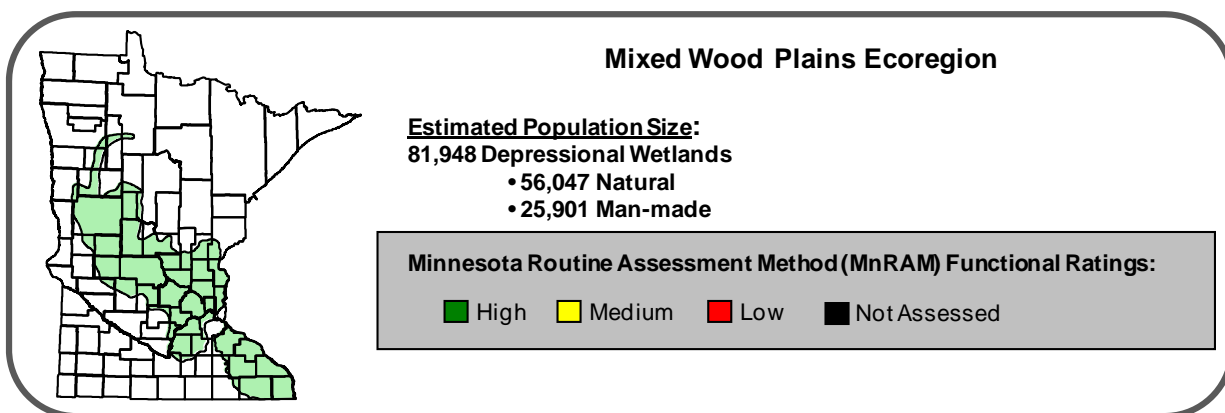 Mixed Wood Plains Ecoregion
Estimated Population Size:
81,948 Depressional Wetlands
• 56,047 Natural
• 25,901 Man-made
Minnesota Routine Assessment Method (MnRAM) Functional Ratings:
High Medium Low Not Assessed